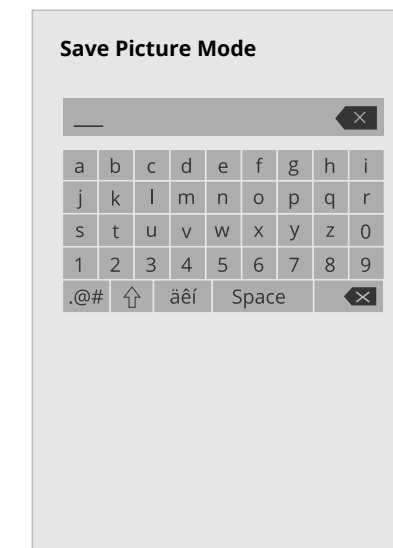 Save Picture Mode
a b c d e f g h i
j k l m n o p q r
s t u v w x y z 0
1 2 3 4 5 6 7 8 9
.@# äêí Space